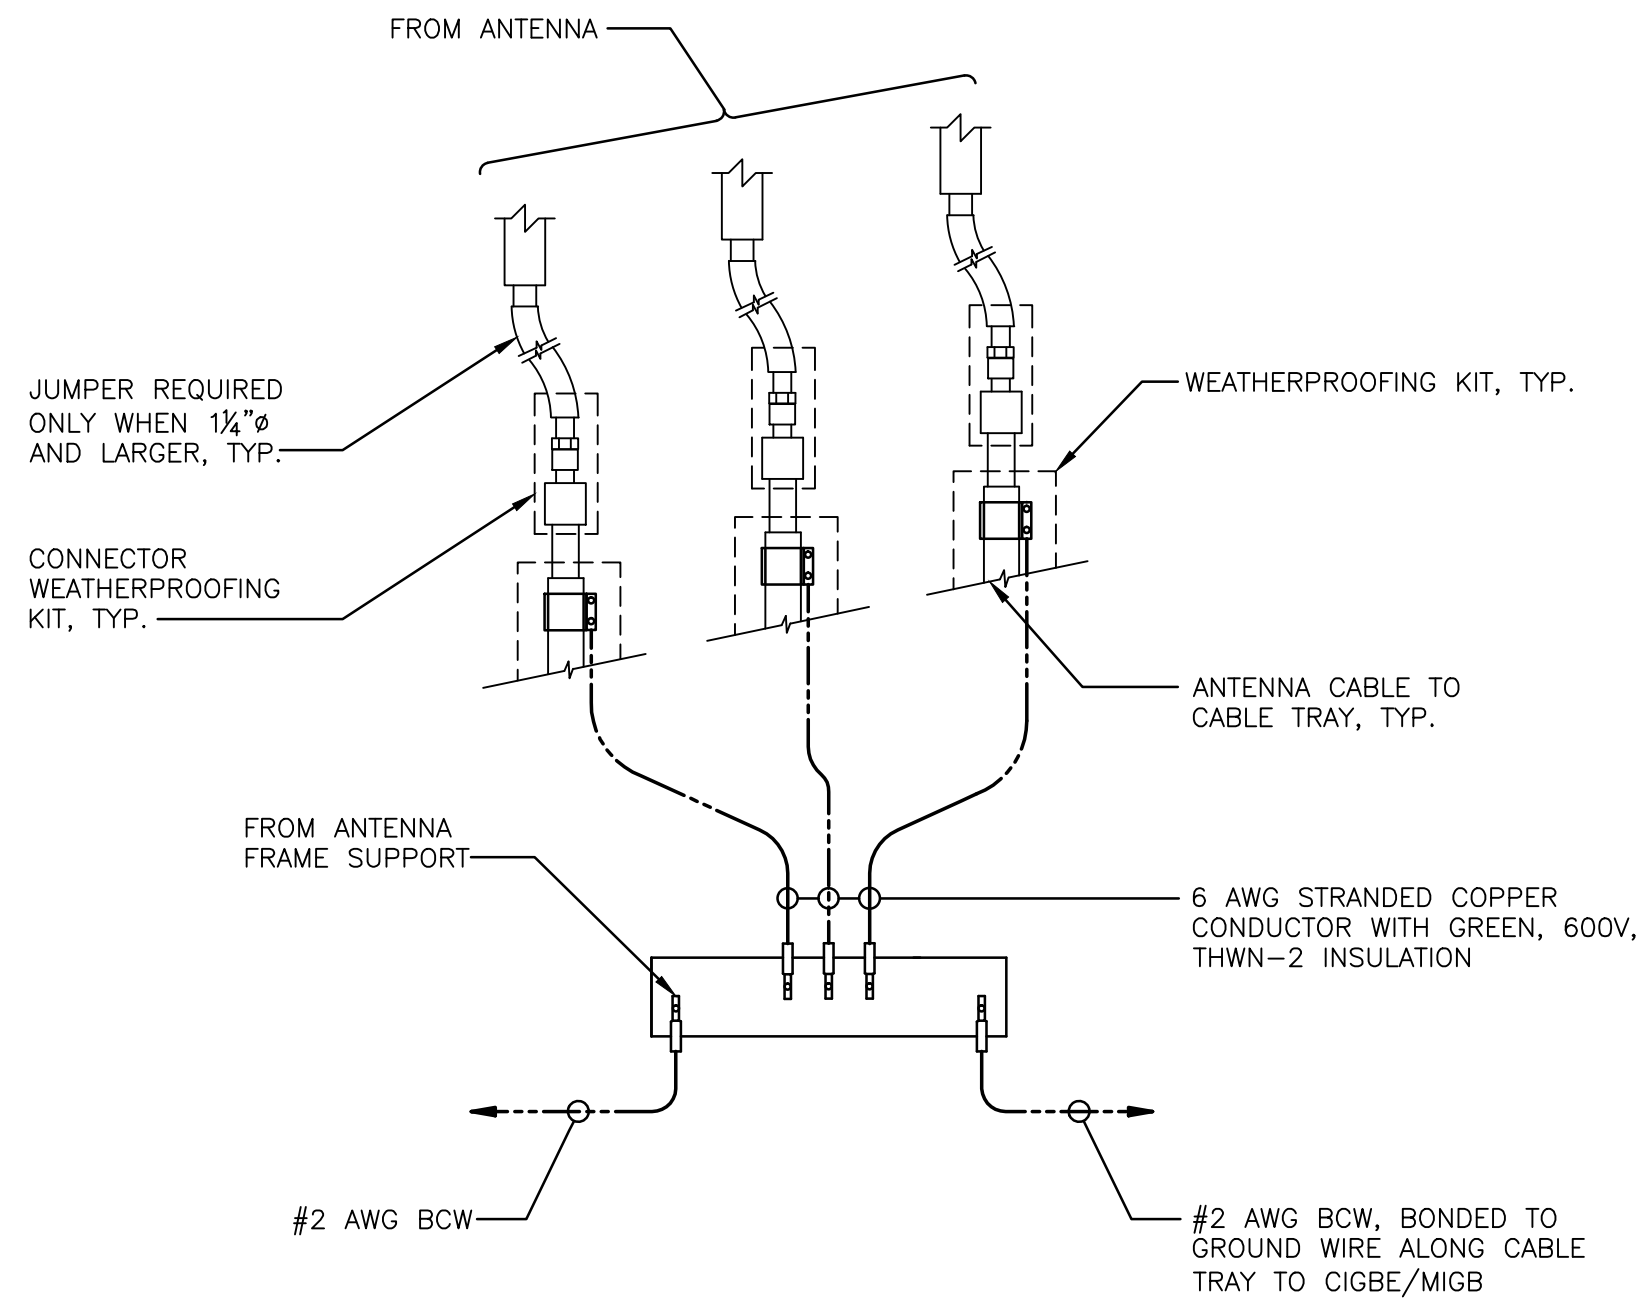 FROM ANTENNA
JUMPER REQUIRED
ONLY WHEN 1¼"ø
AND LARGER, TYP.
WEATHERPROOFING KIT, TYP.
CONNECTOR
WEATHERPROOFING
KIT, TYP.
ANTENNA CABLE TO
CABLE TRAY, TYP.
FROM ANTENNA
FRAME SUPPORT
6 AWG STRANDED COPPER
CONDUCTOR WITH GREEN, 600V,
THWN-2 INSULATION
#2 AWG BCW
#2 AWG BCW, BONDED TO
GROUND WIRE ALONG CABLE
TRAY TO CIGBE/MIGB